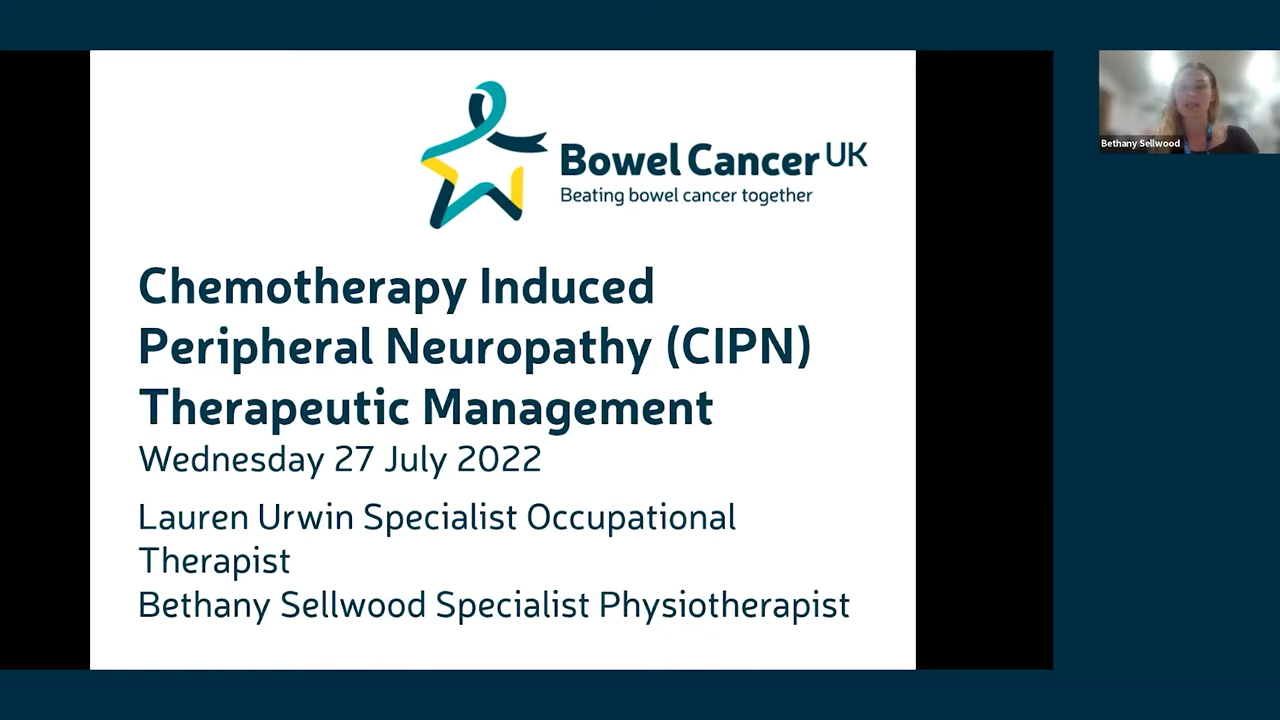 Bowel Cancer UK
Beating bowel cancer together
Chemotherapy Induced
Peripheral Neuropathy (CIPN)
Therapeutic Management
Wednesday 27 July 2022
Lauren Urwin Specialist Occupational
Therapist
Bethany Sellwood Specialist Physiotherapist
Bethany Sellwood